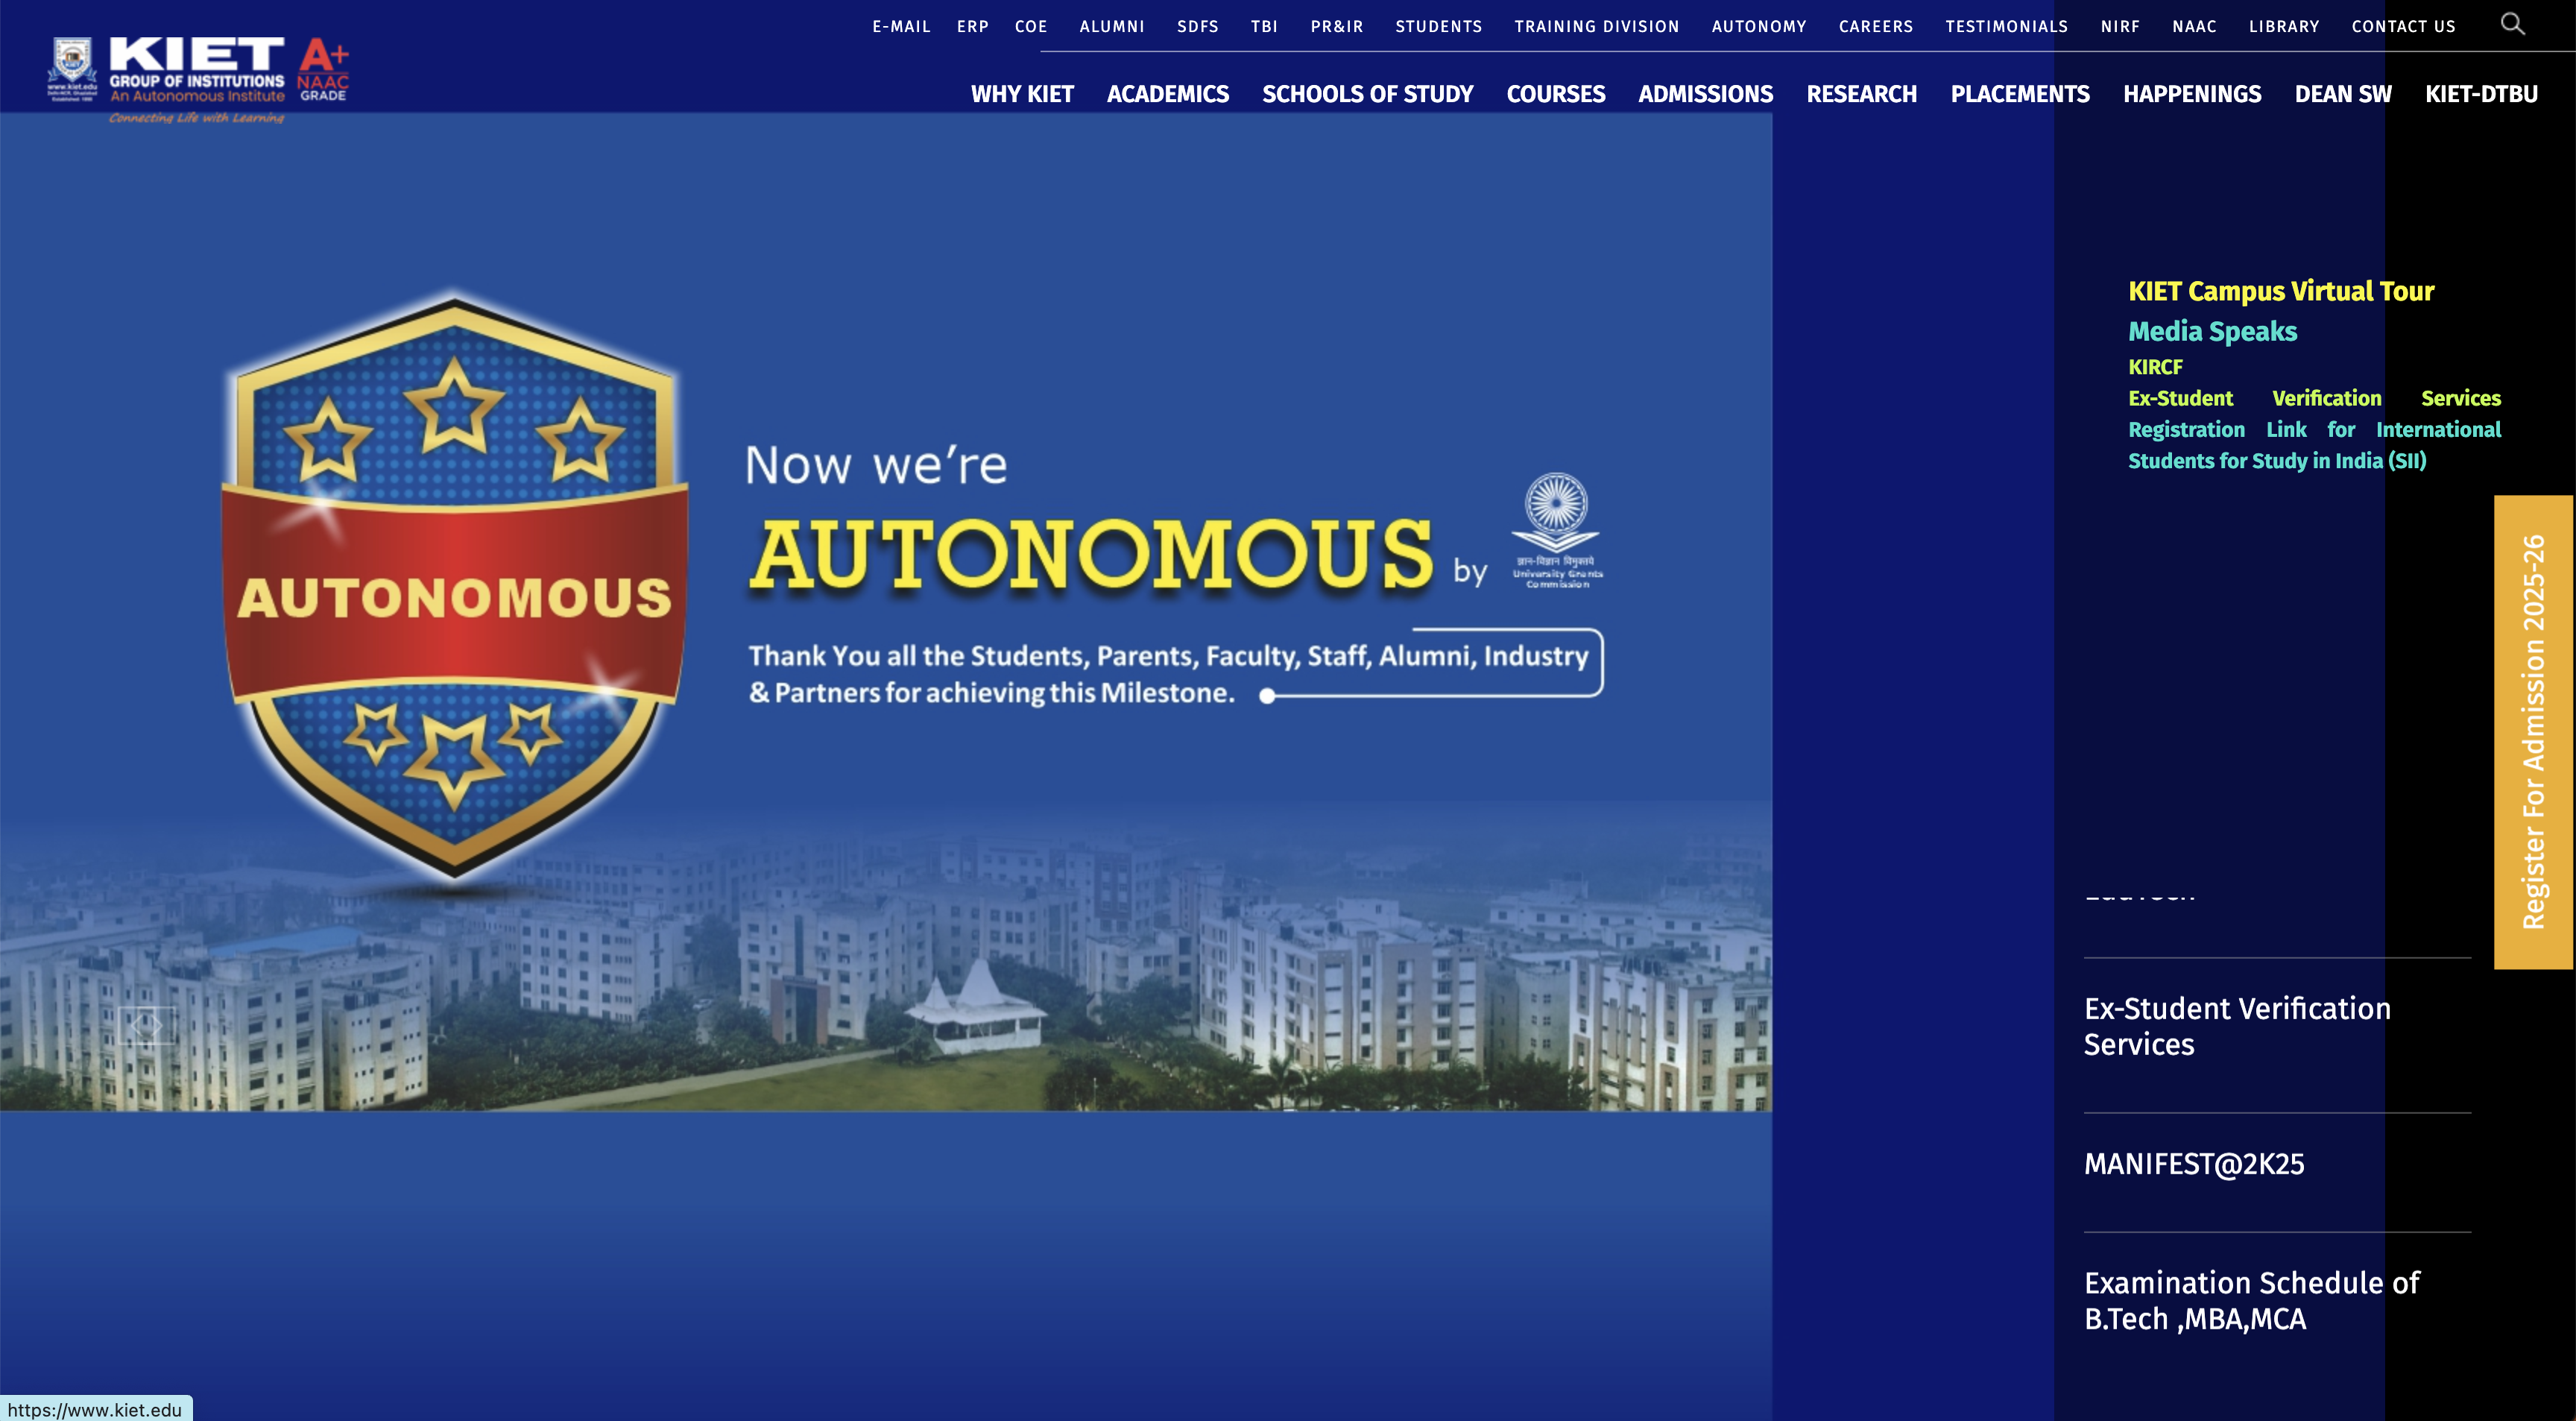 E-MAIL ERP COE ALUMNI SDFS TBI PR&IR STUDENTS TRAINING DIVISION AUTONOMY CAREERS TESTIMONIALS NIRF NAAC LIBRARY CONTACT US
KIET
GROUP OF INSTITUTIONS
An Autonomous Institute
Connecting Life with Learning
www.kiet.edu
A+
NAAC
GRADE
WHY KIET ACADEMICS SCHOOLS OF STUDY COURSES ADMISSIONS RESEARCH PLACEMENTS HAPPENINGS DEAN SW KIET-DTBU
AUTONOMOUS
Now we're
AUTONOMOUS by
ज्ञान-विज्ञान विमुक्तये
University Grants
Commission
Thank You all the Students, Parents, Faculty, Staff, Alumni, Industry
& Partners for achieving this Milestone.
KIET Campus Virtual Tour
Media Speaks
KIRCF
Ex-Student Verification Services
Registration Link for International
Students for Study in India (SII)
Register For Admission 2025-26
Ex-Student Verification
Services
MANIFEST@2K25
Examination Schedule of
B.Tech ,MBA,MCA
https://www.kiet.edu